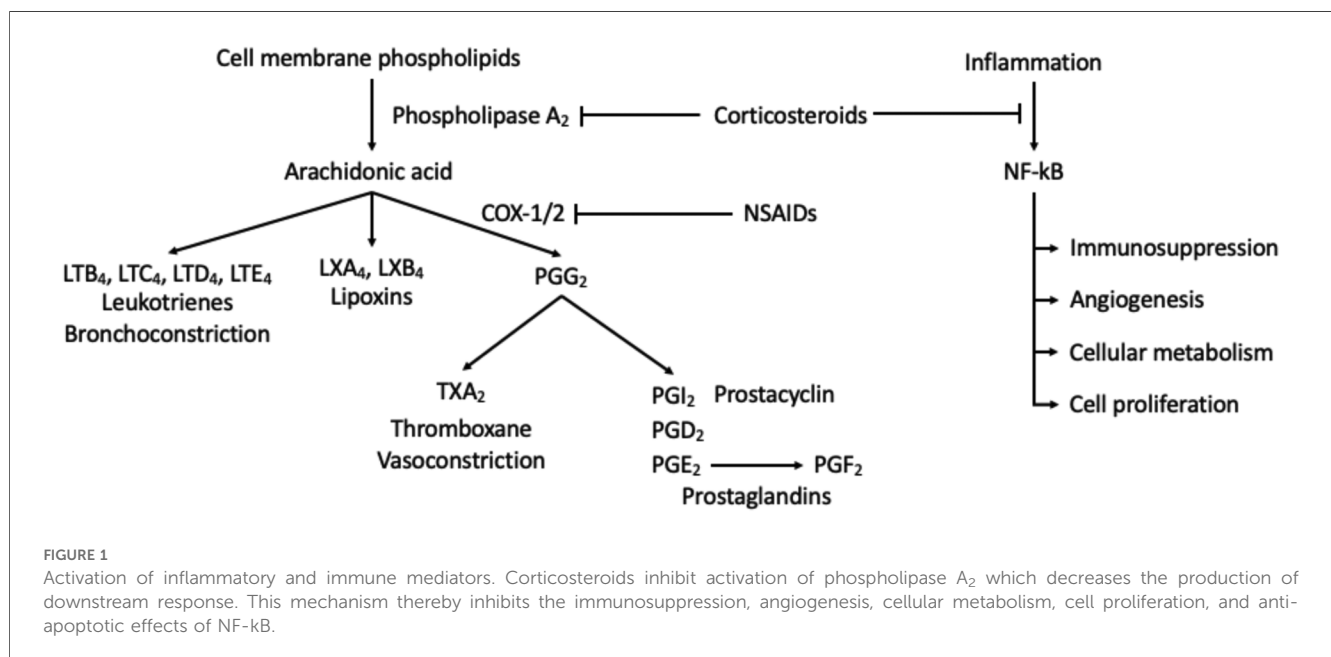 Cell membrane phospholipids
Inflammation
Phospholipase A₂
Corticosteroids
Arachidonic acid
NF-kB
COX-1/2
NSAIDs
LTB₄, LTC₄, LTD₄, LTE₄
Leukotrienes
Bronchoconstriction
LXA₄, LXB₄
Lipoxins
PGG₂
Immunosuppression
Angiogenesis
Cellular metabolism
Cell proliferation
TXA₂
Thromboxane
Vasoconstriction
PGI₂ Prostacyclin
PGD₂
PGE₂ PGF₂
Prostaglandins
FIGURE 1
Activation of inflammatory and immune mediators. Corticosteroids inhibit activation of phospholipase A₂ which decreases the production of
downstream response. This mechanism thereby inhibits the immunosuppression, angiogenesis, cellular metabolism, cell proliferation, and anti-
apoptotic effects of NF-kB.